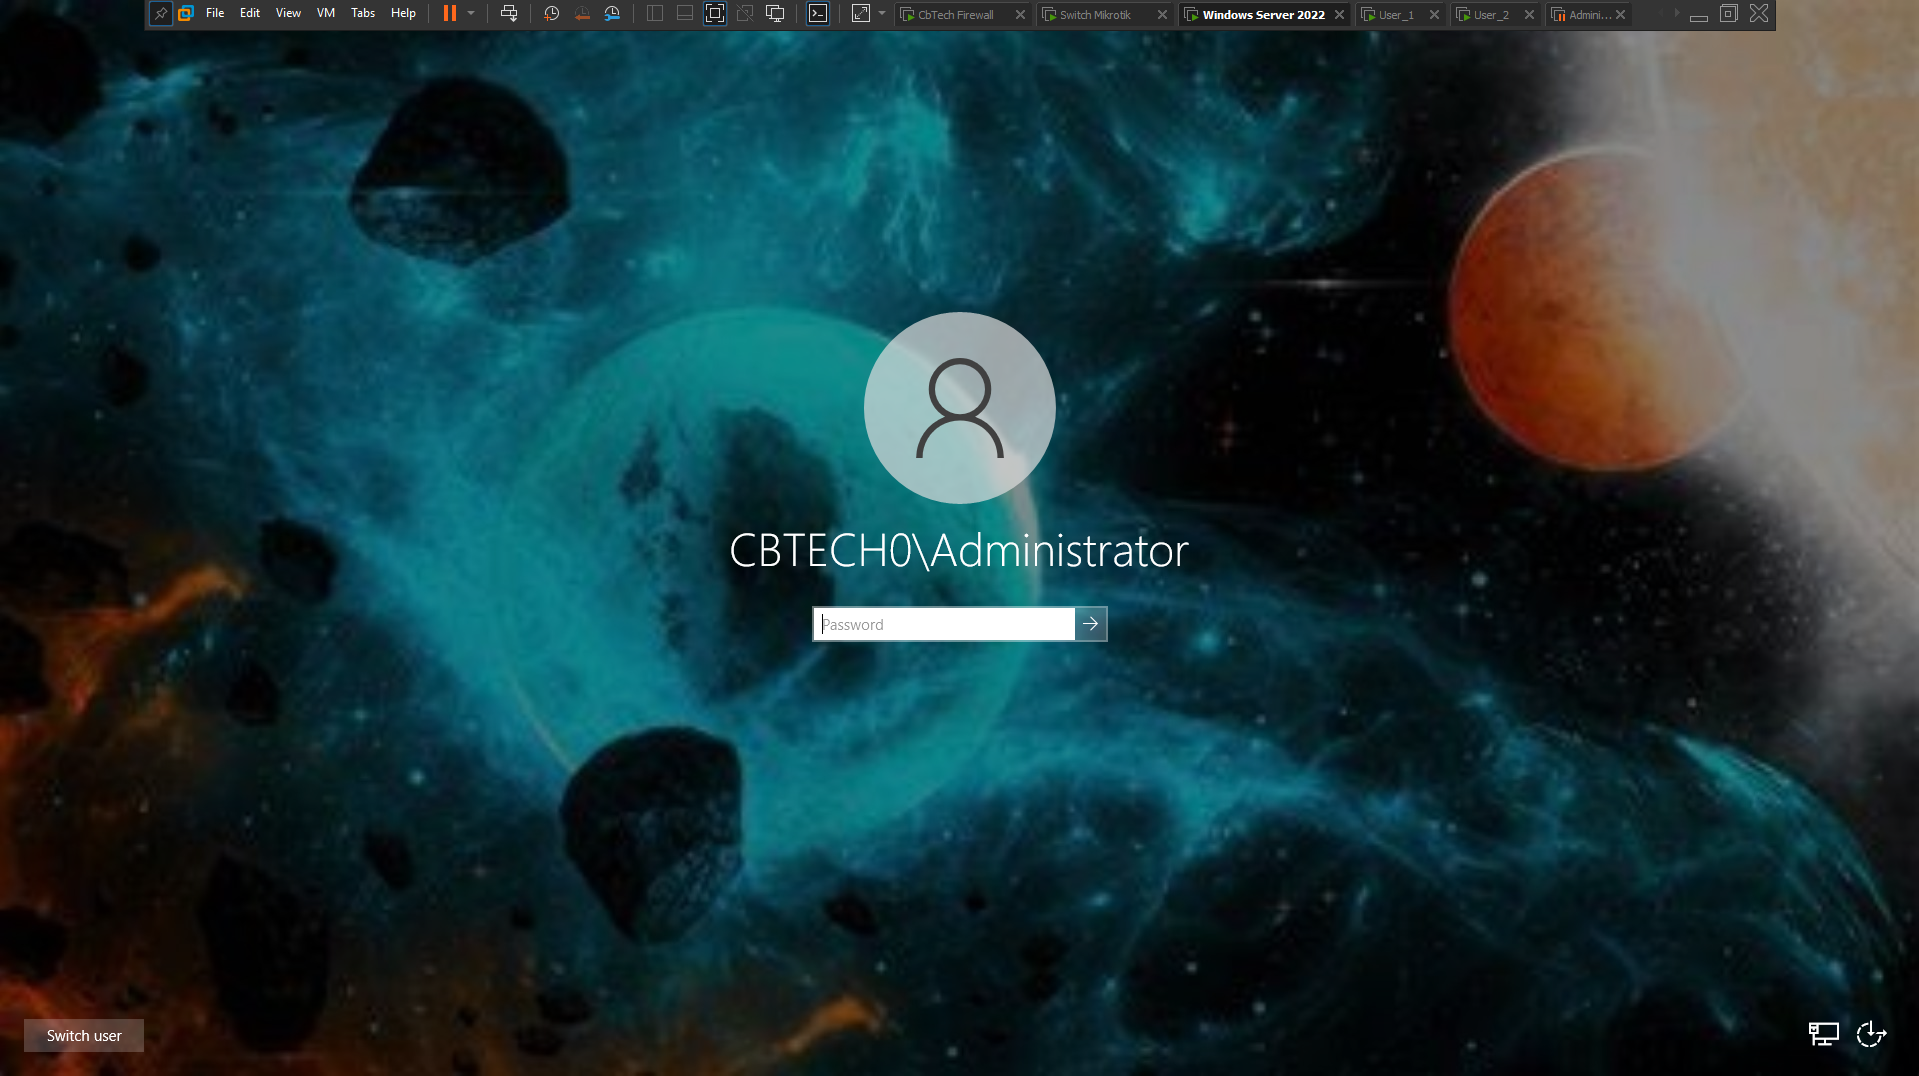 File Edit View VM Tabs Help CbTech Firewall Switch Mikrotik Windows Server 2022 User_1 User_2 Admini...
CBTECH0\Administrator
Password
Switch user